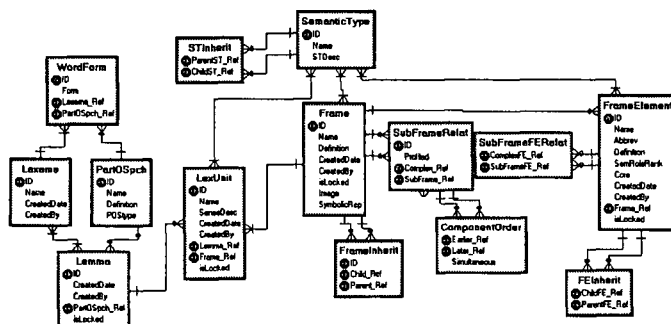 SemanticType
ID
Name
STDesc
STInherit
ParentST_Ref
ChildST_Ref
WordForm
ID
Form
Lexeme_Ref
PartOSpch_Ref
Frame
ID
Name
Definition
CreatedDate
CreatedBy
isLocked
Image
SymbolicRep
SubFrameRelat
ID
Profiled
Complex_Ref
SubFrame_Ref
SubFrameFERelat
ComplexFE_Ref
SubFrameFE_Ref
FrameElement
ID
Name
Abbrev
Definition
SemRoleRank
Core
CreatedDate
CreatedBy
Frame_Ref
isLocked
Lexeme
ID
Name
CreatedDate
CreatedBy
PartOSpch
ID
Name
Definition
POStype
LexUnit
ID
Name
SenseDesc
CreatedDate
CreatedBy
Lemma_Ref
Frame_Ref
isLocked
Lemma
ID
CreatedDate
CreatedBy
PartOSpch_Ref
isLocked
FrameInherit
ID
Child_Ref
Parent_Ref
ComponentOrder
Earlier_Ref
Later_Ref
Simultaneous
FEInherit
ChildFE_Ref
ParentFE_Ref